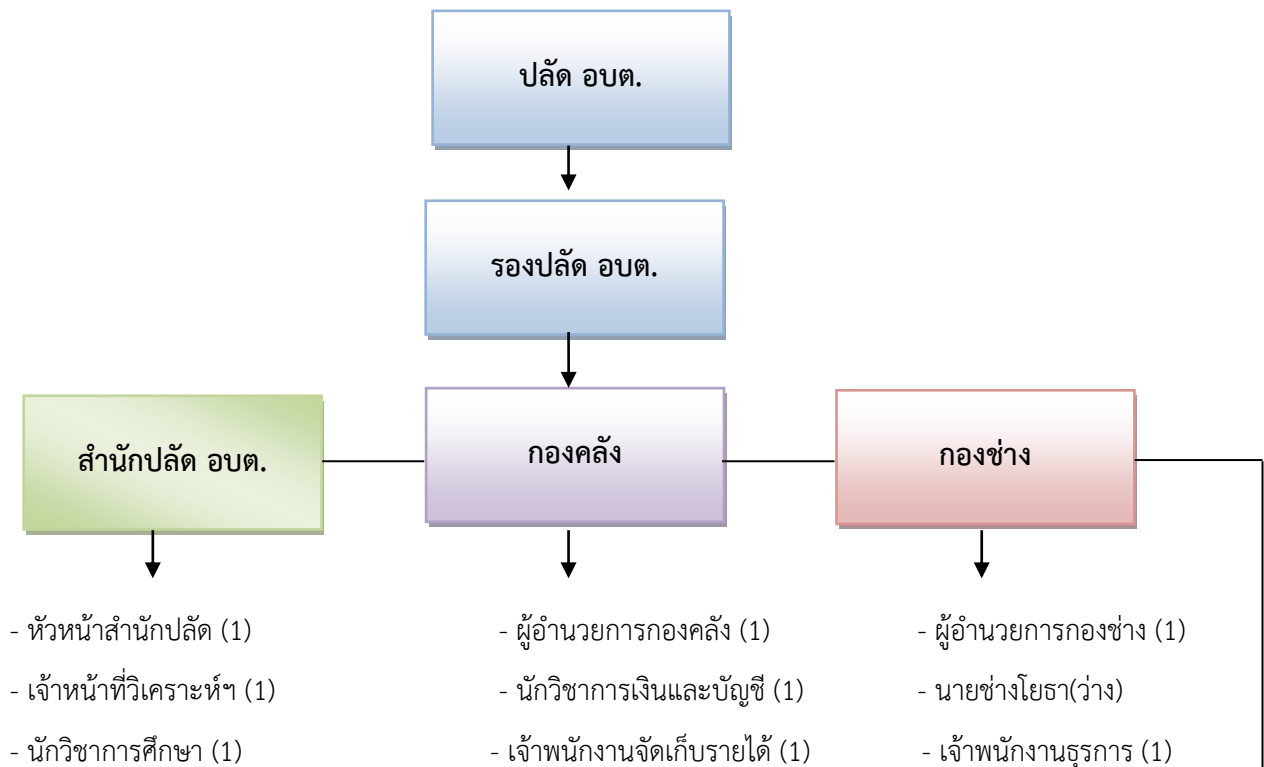 ปลัด อบต.
รองปลัด อบต.
สำนักปลัด อบต.
กองคลัง
กองช่าง
- หัวหน้าสำนักปลัด (1)
- เจ้าหน้าที่วิเคราะห์ฯ (1)
- นักวิชาการศึกษา (1)
- ผู้อำนวยการกองคลัง (1)
- นักวิชาการเงินและบัญชี (1)
- เจ้าพนักงานจัดเก็บรายได้ (1)
- ผู้อำนวยการกองช่าง (1)
- นายช่างโยธา(ว่าง)
- เจ้าพนักงานธุรการ (1)